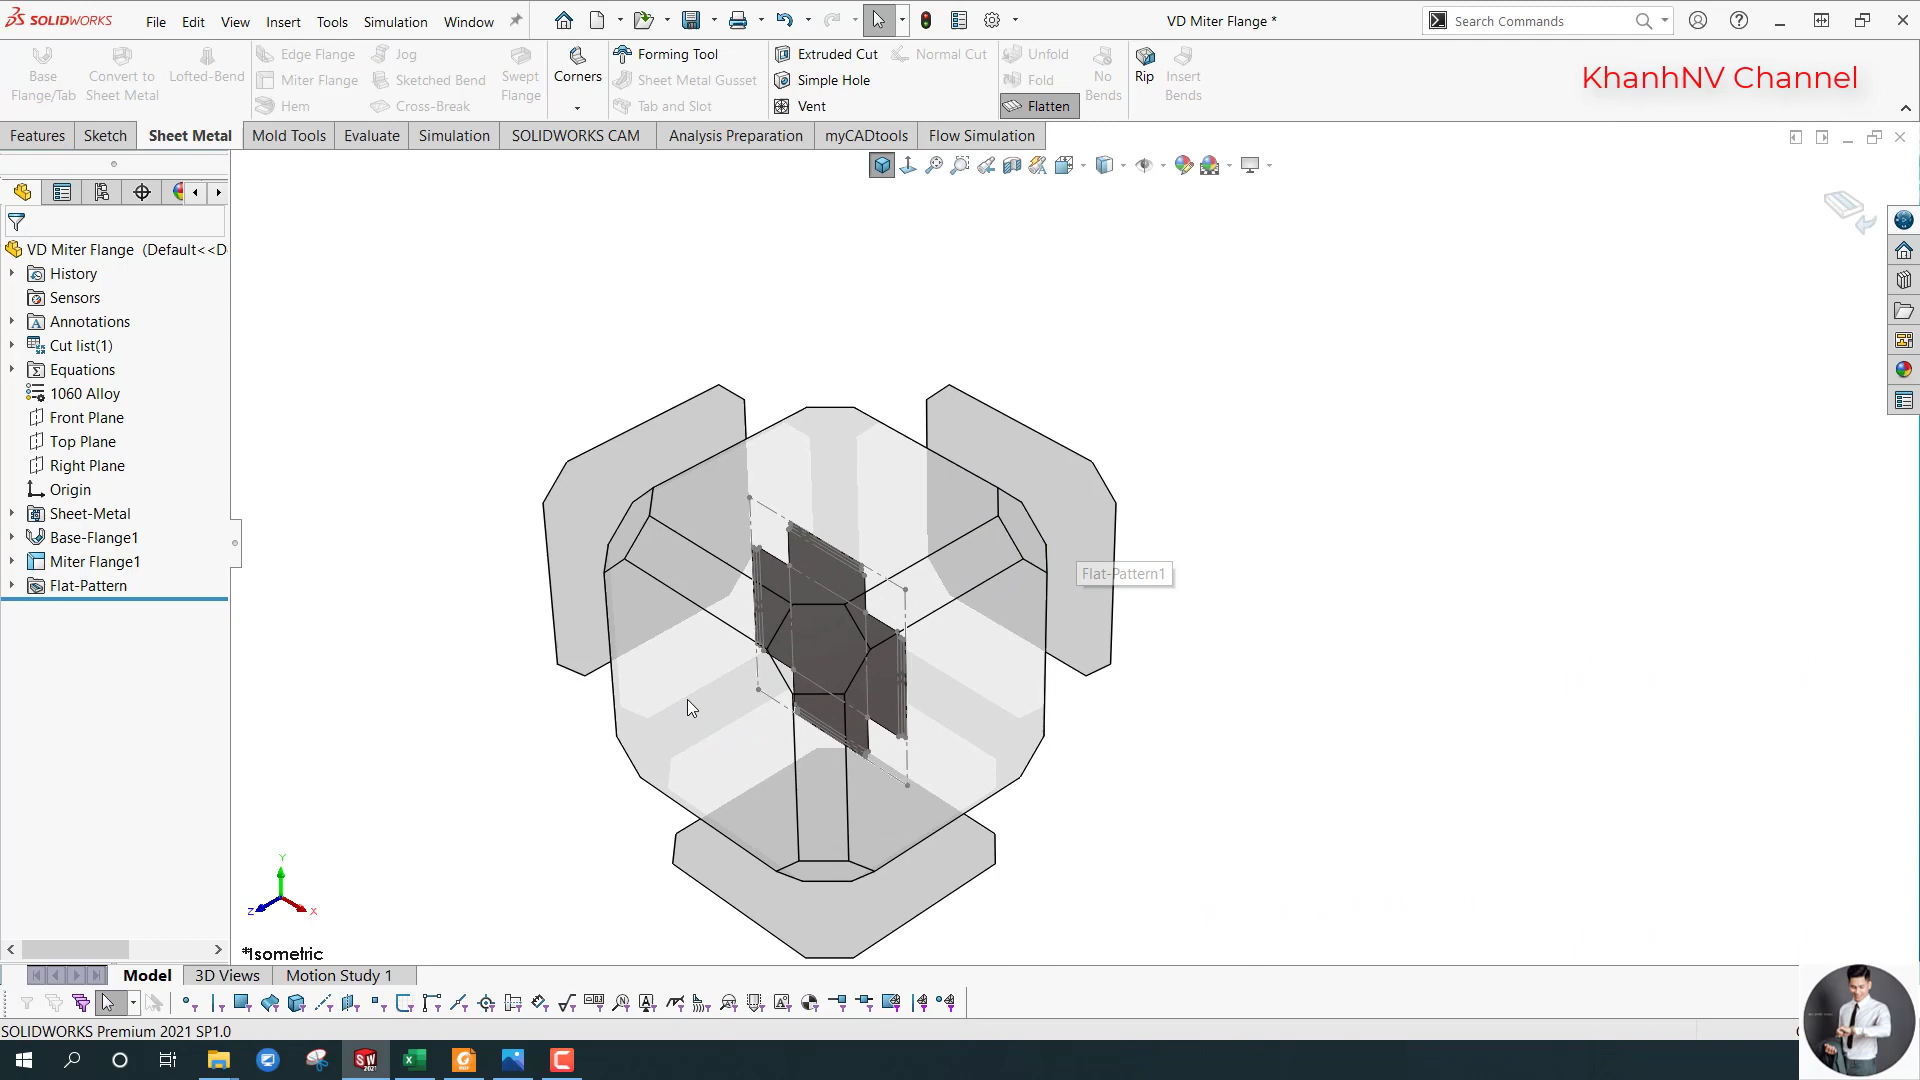 SOLIDWORKS File Edit View Insert Tools Simulation Window VD Miter Flange * Search Commands
Base Flange/Tab Convert to Sheet Metal Lofted-Bend Edge Flange Miter Flange Hem Jog Sketched Bend Cross-Break Swept Flange Corners Forming Tool Sheet Metal Gusset Tab and Slot Extruded Cut Simple Hole Vent Normal Cut Unfold Fold Flatten No Bends Rip Insert Bends
KhanhNV Channel
Features Sketch Sheet Metal Mold Tools Evaluate Simulation SOLIDWORKS CAM Analysis Preparation myCADtools Flow Simulation
VD Miter Flange (Default<<D
History
Sensors
Annotations
Cut list(1)
Equations
1060 Alloy
Front Plane
Top Plane
Right Plane
Origin
Sheet-Metal
Base-Flange1
Miter Flange1
Flat-Pattern
Flat-Pattern1
Y
Z X
*Isometric
Model 3D Views Motion Study 1
SOLIDWORKS Premium 2021 SP1.0
SW
2021